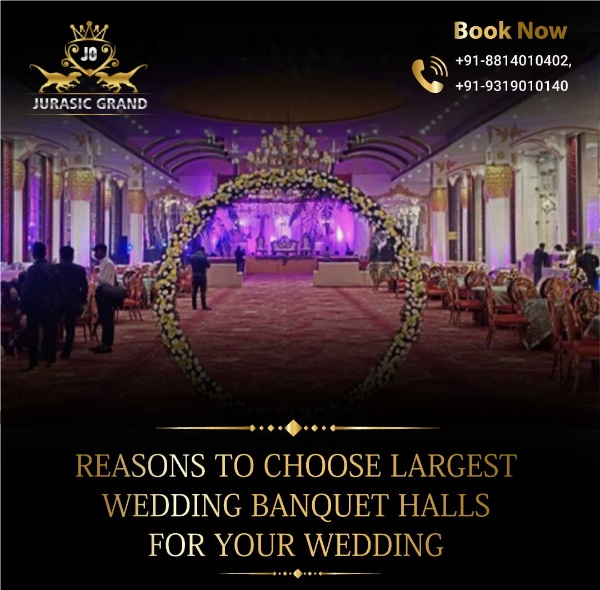 JG
JURASIC GRAND
Book Now
+91-8814010402,
+91-9319010140
REASONS TO CHOOSE LARGEST
WEDDING BANQUET HALLS
FOR YOUR WEDDING